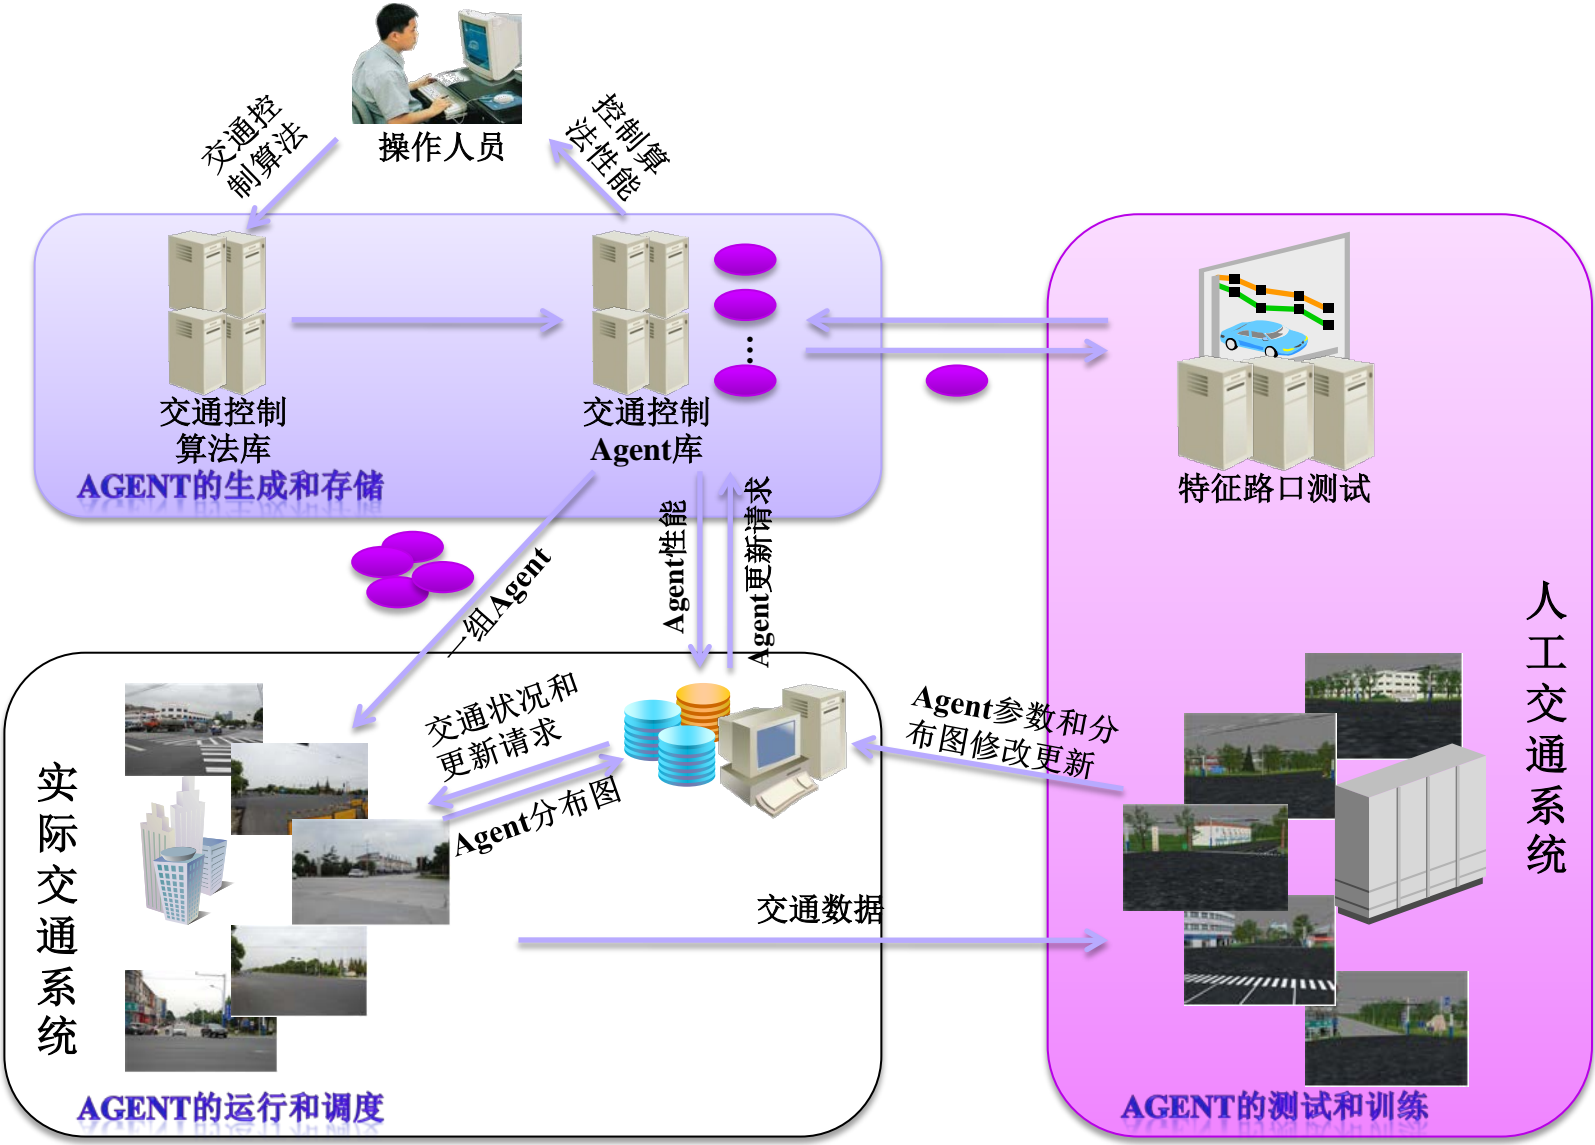 交通控
制算法
操作人员
控制算
法性能
交通控制
算法库
交通控制
Agent库
AGENT的生成和存储
特征路口测试
一组Agent
Agent性能
Agent更新请求
人工交通系统
实际交通系统
交通状况和
更新请求
Agent分布图
Agent参数和分
布图修改更新
交通数据
AGENT的运行和调度
AGENT的测试和训练